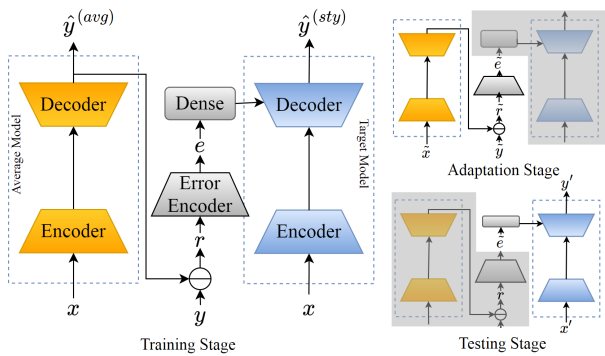 ŷ^(avg)
ŷ^(sty)
Decoder
Dense
Decoder
Average Model
Target Model
e
Error
Encoder
Encoder
Encoder
r
x
y
x
Training Stage
ẽ
r̃
x̃
ỹ
Adaptation Stage
y′
ẽ
r̃
x′
Testing Stage